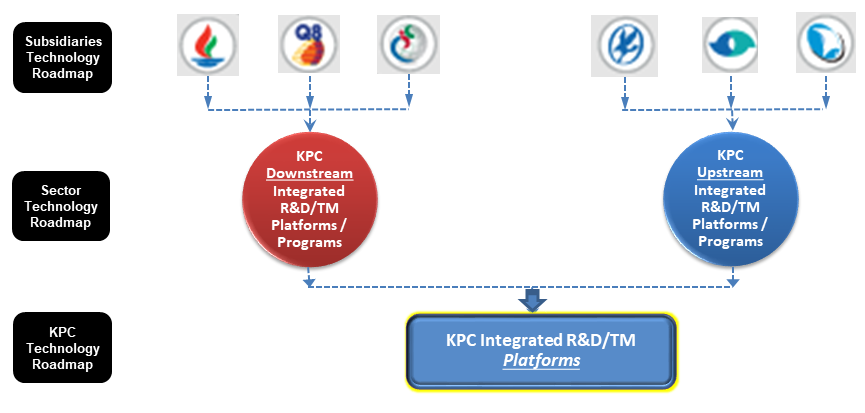 Subsidiaries
Technology
Roadmap
Q8
KPC
Downstream
Integrated
R&D/TM
Platforms /
Programs
KPC
Upstream
Integrated
R&D/TM
Platforms /
Programs
Sector
Technology
Roadmap
KPC
Technology
Roadmap
KPC Integrated R&D/TM
Platforms